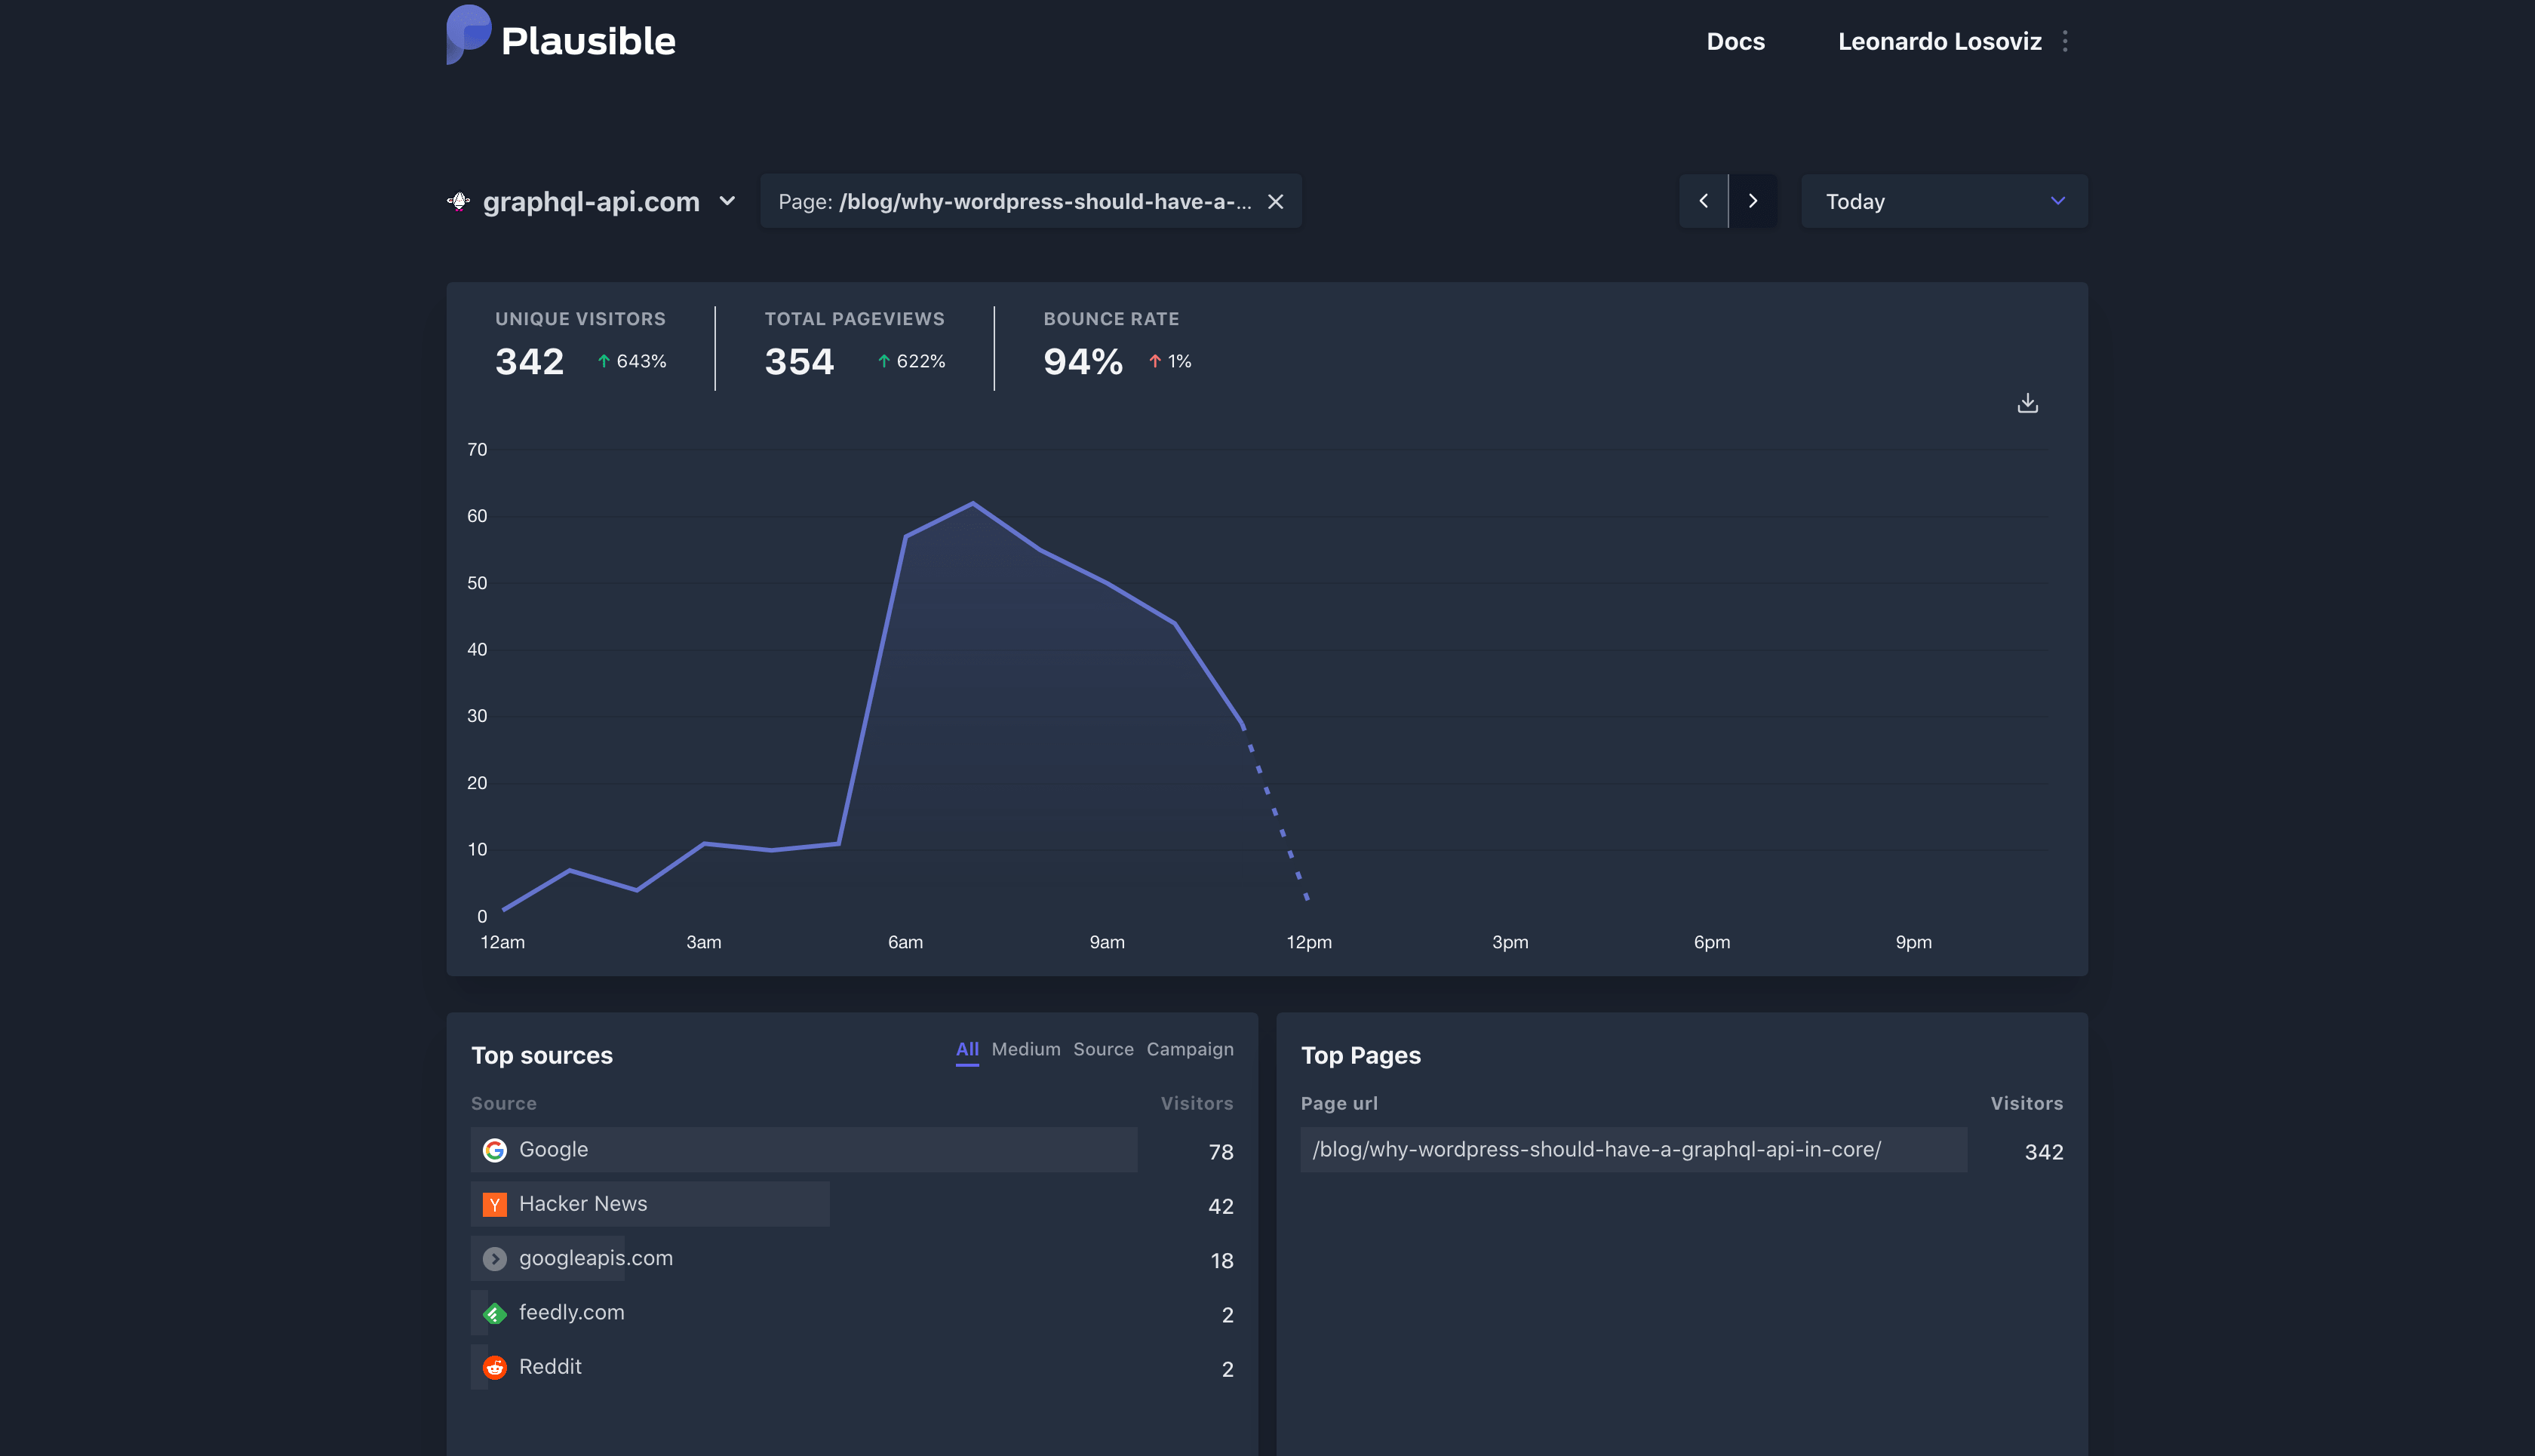 Plausible
Docs
Leonardo Losoviz
graphql-api.com
Page: /blog/why-wordpress-should-have-a-...
Today
UNIQUE VISITORS
342 643%
TOTAL PAGEVIEWS
354 622%
BOUNCE RATE
94% 1%
70
60
50
40
30
20
10
0
12am 3am 6am 9am 12pm 3pm 6pm 9pm
Top sources
All Medium Source Campaign
Source Visitors
Google 78
Hacker News 42
googleapis.com 18
feedly.com 2
Reddit 2
Top Pages
Page url Visitors
/blog/why-wordpress-should-have-a-graphql-api-in-core/ 342